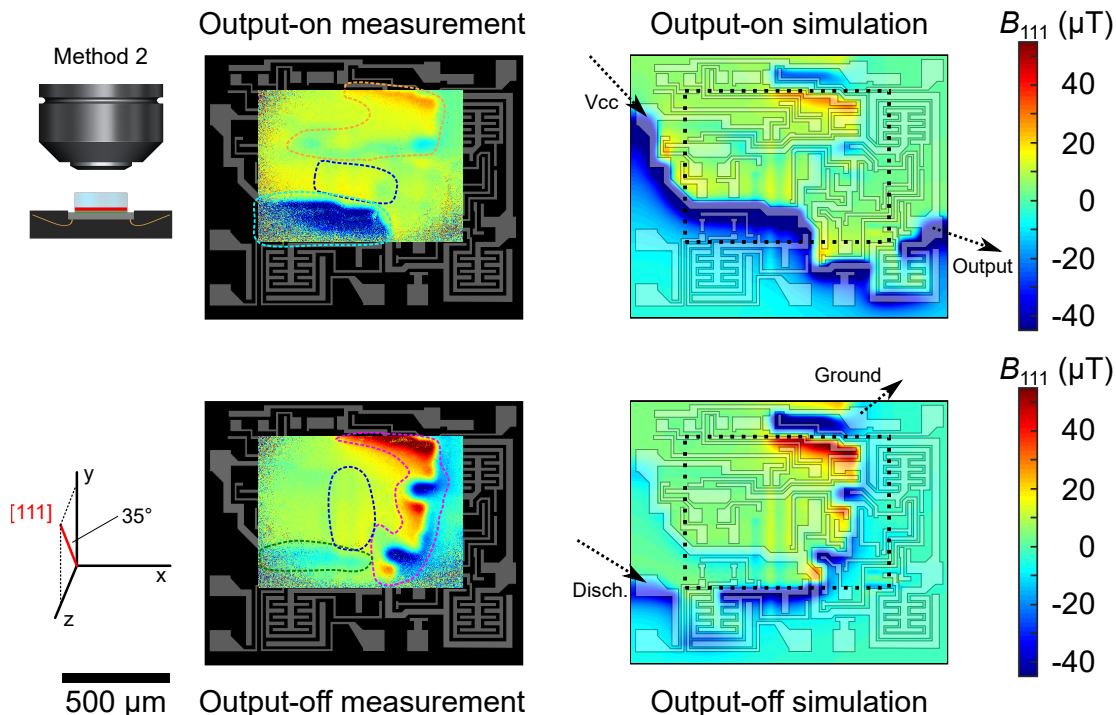 Output-on measurement
Output-on simulation
B111 (μT)
Method 2
Vcc
Output
40
20
0
-20
-40
Ground
B111 (μT)
[111]
y
35°
x
z
Disch.
40
20
0
-20
-40
500 μm
Output-off measurement
Output-off simulation